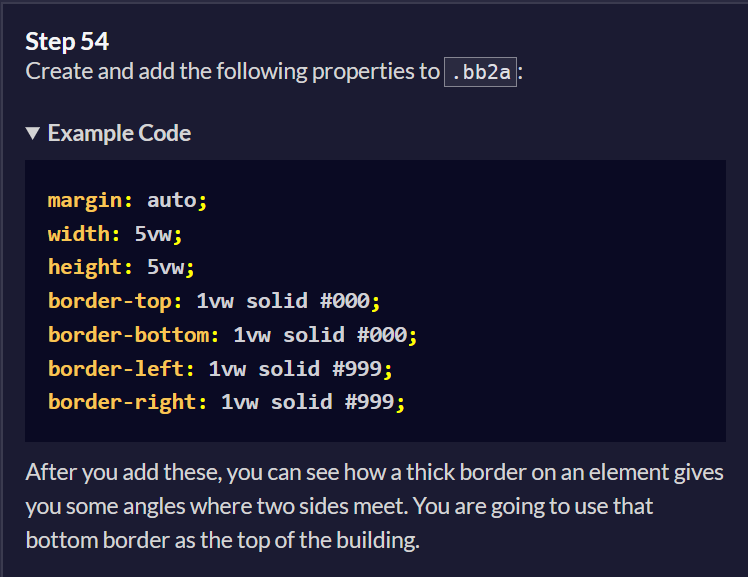 Step 54
Create and add the following properties to .bb2a:
▼ Example Code
margin: auto;
width: 5vw;
height: 5vw;
border-top: 1vw solid #000;
border-bottom: 1vw solid #000;
border-left: 1vw solid #999;
border-right: 1vw solid #999;
After you add these, you can see how a thick border on an element gives
you some angles where two sides meet. You are going to use that
bottom border as the top of the building.